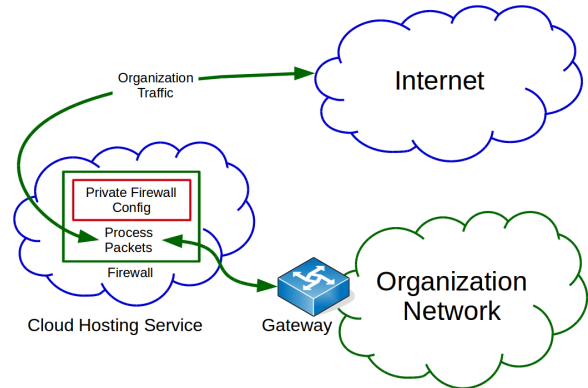 Organization
Traffic
Internet
Private Firewall
Config
Process
Packets
Firewall
Cloud Hosting Service
Gateway
Organization
Network